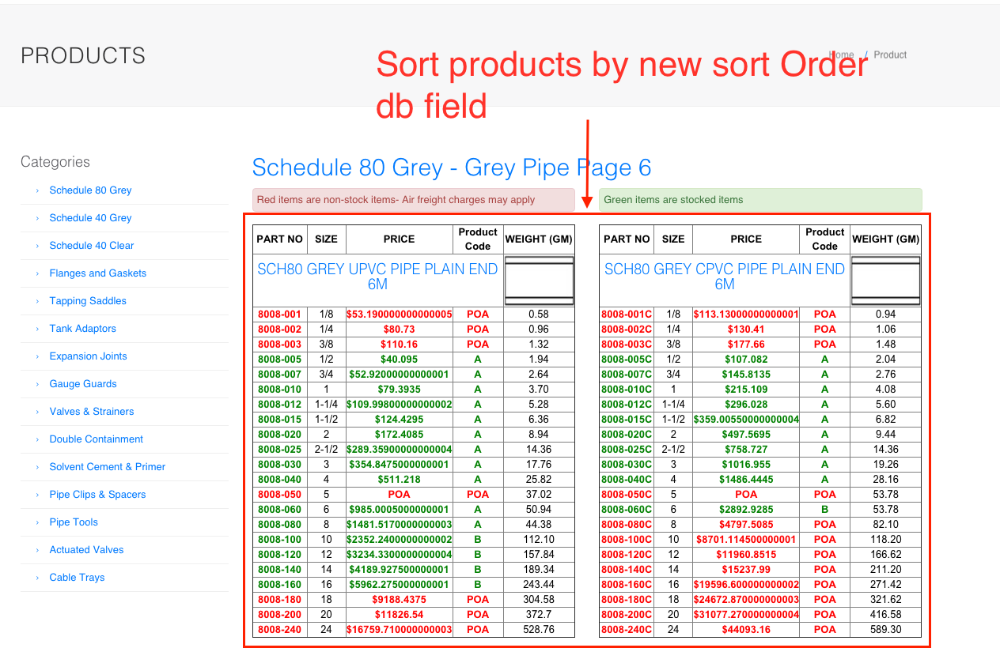 PRODUCTS
Sort products by new sort Order
db field
Home / Product
Categories
› Schedule 80 Grey
› Schedule 40 Grey
› Schedule 40 Clear
› Flanges and Gaskets
› Tapping Saddles
› Tank Adaptors
› Expansion Joints
› Gauge Guards
› Valves & Strainers
› Double Containment
› Solvent Cement & Primer
› Pipe Clips & Spacers
› Pipe Tools
› Actuated Valves
› Cable Trays
Schedule 80 Grey - Grey Pipe Page 6
Red items are non-stock items- Air freight charges may apply
Green items are stocked items
PART NO SIZE PRICE Product Code WEIGHT (GM)
SCH80 GREY UPVC PIPE PLAIN END
6M
8008-001 1/8 $53.190000000000005 POA 0.58
8008-002 1/4 $80.73 POA 0.96
8008-003 3/8 $110.16 POA 1.32
8008-005 1/2 $40.095 A 1.94
8008-007 3/4 $52.92000000000001 A 2.64
8008-010 1 $79.3935 A 3.70
8008-012 1-1/4 $109.99800000000002 A 5.28
8008-015 1-1/2 $124.4295 A 6.36
8008-020 2 $172.4085 A 8.94
8008-025 2-1/2 $289.35900000000004 A 14.36
8008-030 3 $354.8475000000001 A 17.76
8008-040 4 $511.218 A 25.82
8008-050 5 POA POA 37.02
8008-060 6 $985.0005000000001 A 50.94
8008-080 8 $1481.5170000000003 A 44.38
8008-100 10 $2352.2400000000002 B 112.10
8008-120 12 $3234.3300000000004 B 157.84
8008-140 14 $4189.927500000001 B 189.34
8008-160 16 $5962.275000000001 B 243.44
8008-180 18 $9188.4375 POA 304.58
8008-200 20 $11826.54 POA 372.7
8008-240 24 $16759.710000000003 POA 528.76
PART NO SIZE PRICE Product Code WEIGHT (GM)
SCH80 GREY CPVC PIPE PLAIN END
6M
8008-001C 1/8 $113.13000000000001 POA 0.94
8008-002C 1/4 $130.41 POA 1.06
8008-003C 3/8 $177.66 POA 1.48
8008-005C 1/2 $107.082 A 2.04
8008-007C 3/4 $145.8135 A 2.76
8008-010C 1 $215.109 A 4.08
8008-012C 1-1/4 $296.028 A 5.60
8008-015C 1-1/2 $359.00550000000004 A 6.82
8008-020C 2 $497.5695 A 9.44
8008-025C 2-1/2 $758.727 A 14.36
8008-030C 3 $1016.955 A 19.26
8008-040C 4 $1486.4445 A 28.16
8008-050C 5 POA POA 53.78
8008-060C 6 $2892.9285 B 53.78
8008-080C 8 $4797.5085 POA 82.10
8008-100C 10 $8701.114500000001 POA 118.20
8008-120C 12 $11960.8515 POA 166.62
8008-140C 14 $15237.99 POA 211.20
8008-160C 16 $19596.600000000002 POA 271.42
8008-180C 18 $24672.870000000003 POA 321.62
8008-200C 20 $31077.270000000004 POA 416.58
8008-240C 24 $44093.16 POA 589.30